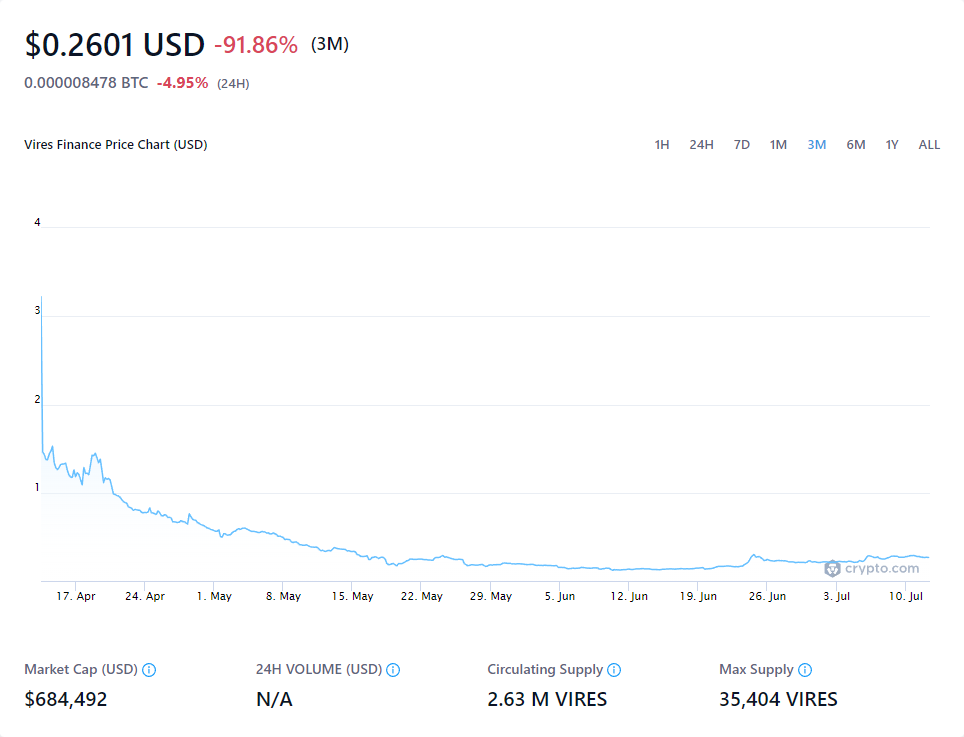 $0.2601 USD -91.86% (3M)
0.000008478 BTC -4.95% (24H)
Vires Finance Price Chart (USD) 1H 24H 7D 1M 3M 6M 1Y ALL
4
3
2
1
crypto.com
17. Apr 24. Apr 1. May 8. May 15. May 22. May 29. May 5. Jun 12. Jun 19. Jun 26. Jun 3. Jul 10. Jul
Market Cap (USD) 24H VOLUME (USD) Circulating Supply Max Supply
$684,492 N/A 2.63 M VIRES 35,404 VIRES